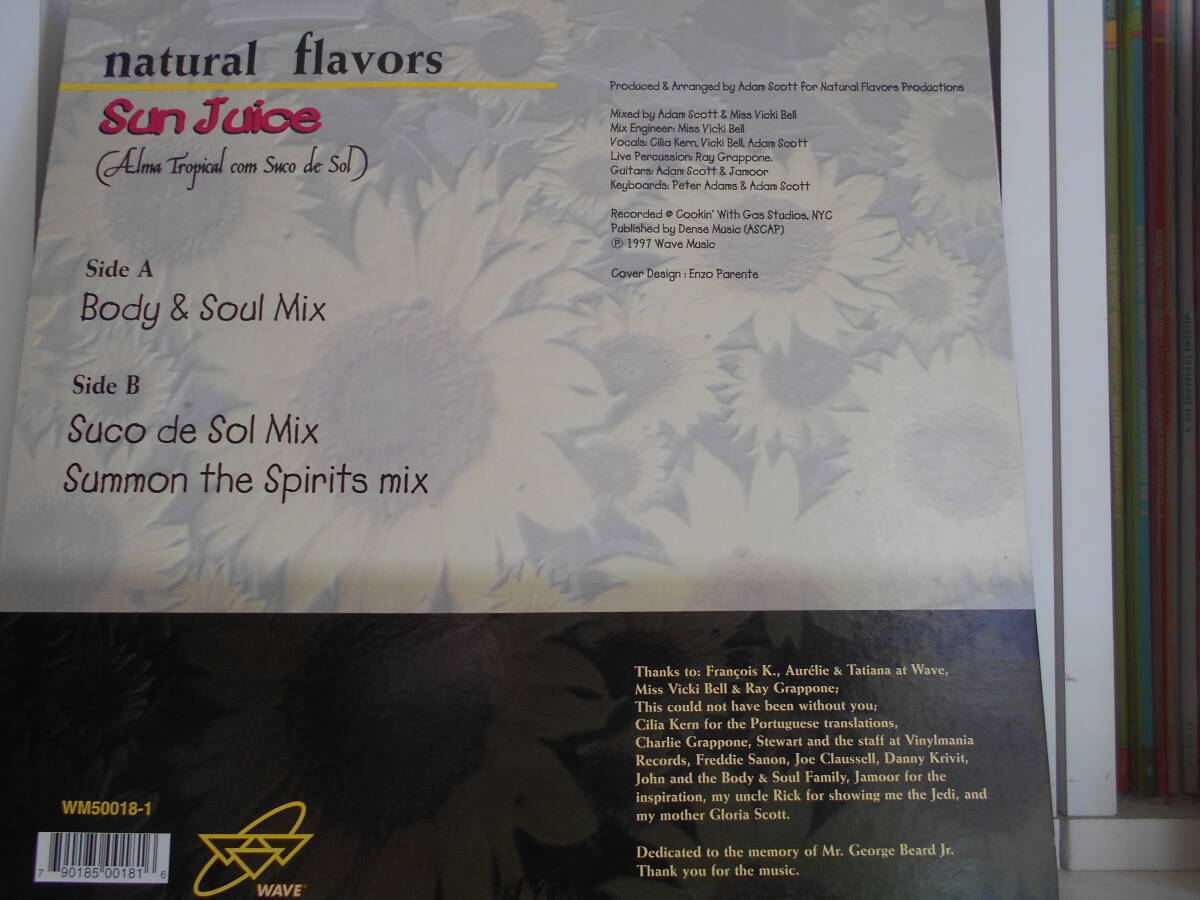 natural flavors
Sun Juice
(Alma Tropical com Suco de Sol)
Side A
Body & Soul Mix
Side B
Suco de Sol Mix
Summon the Spirits mix
Produced & Arranged by Adam Scott for Natural Flavors Productions
Mixed by Adam Scott & Miss Vicki Bell
Mix Engineer: Miss Vicki Bell
Vocals: Cilia Kern, Vicki Bell, Adam Scott
Live Percussion: Ray Grappone.
Guitars: Adam Scott & Jamoor
Keyboards: Peter Adams & Adam Scott
Recorded @ Cookin' With Gas Studios, NYC
Published by Dense Music (ASCAP)
℗ 1997 Wave Music
Cover Design : Enzo Parente
Thanks to: François K., Aurélie & Tatiana at Wave,
Miss Vicki Bell & Ray Grappone;
This could not have been without you;
Cilia Kern for the Portuguese translations,
Charlie Grappone, Stewart and the staff at Vinylmania
Records, Freddie Sanon, Joe Claussell, Danny Krivit,
John and the Body & Soul Family, Jamoor for the
inspiration, my uncle Rick for showing me the Jedi, and
my mother Gloria Scott.
Dedicated to the memory of Mr. George Beard Jr.
Thank you for the music.
WM50018-1
7 90185 00181 6
WAVE